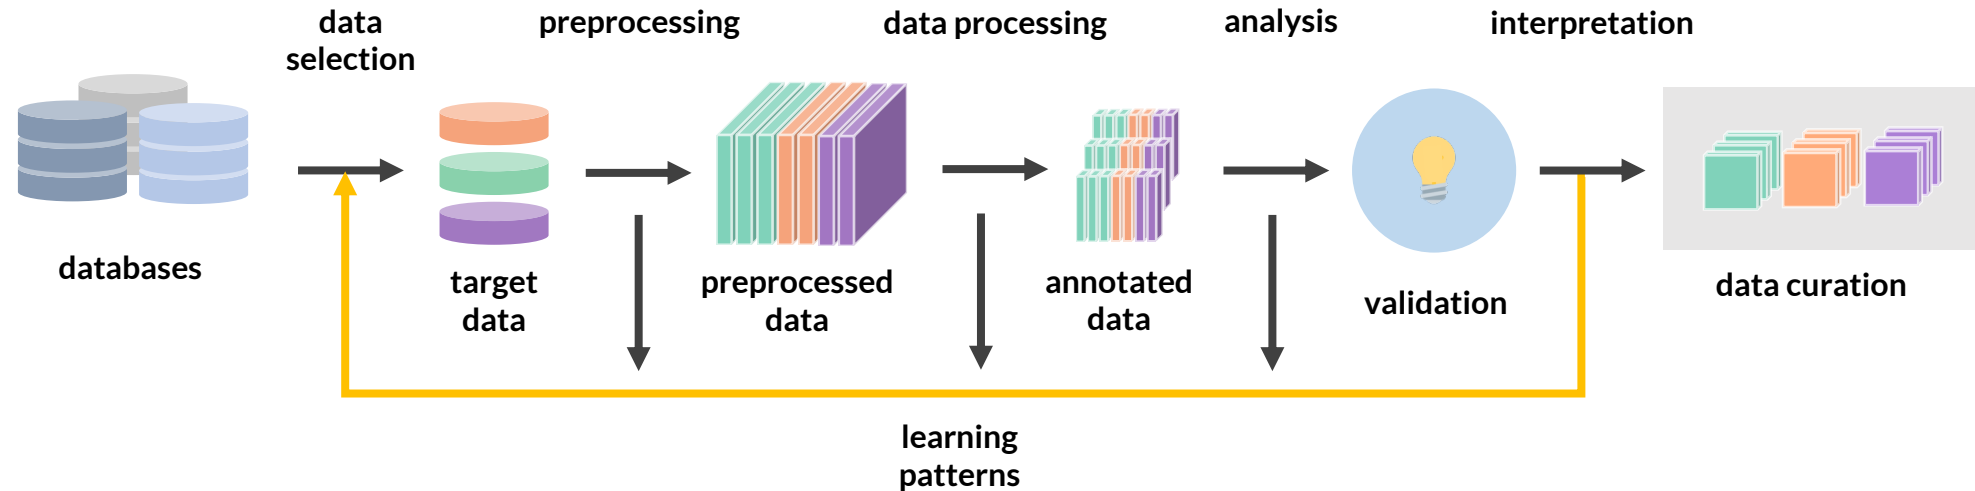 data
selection
preprocessing
data processing
analysis
interpretation
databases
target
data
preprocessed
data
annotated
data
validation
data curation
learning
patterns